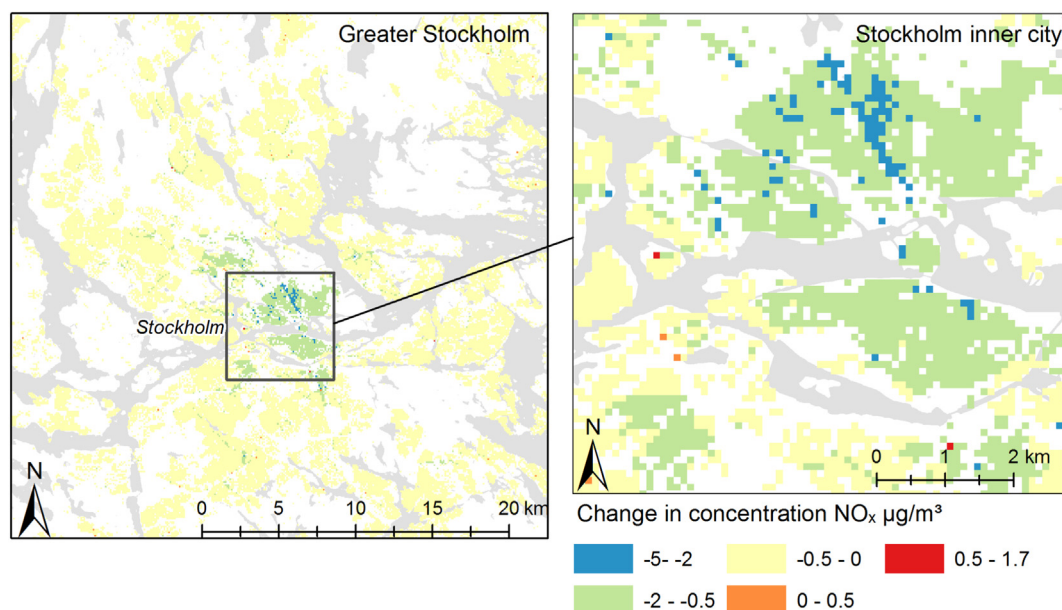 Greater Stockholm
Stockholm
N
0 5 10 15 20 km
Stockholm inner city
N
0 1 2 km
Change in concentration NOₓ µg/m³
-5- -2
-0.5 - 0
0.5 - 1.7
-2 - -0.5
0 - 0.5